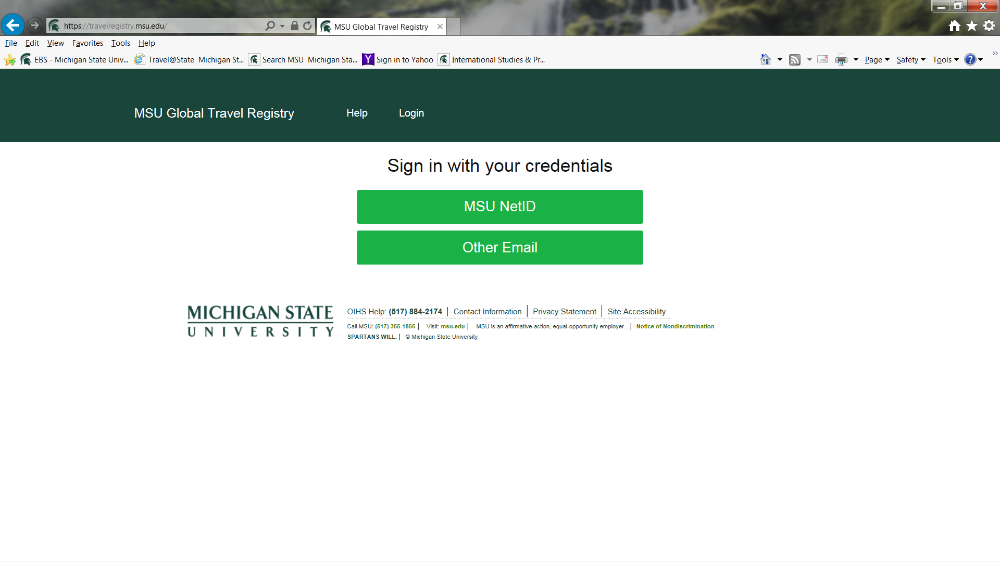 https://travelregistry.msu.edu/
MSU Global Travel Registry
File Edit View Favorites Tools Help
EBS - Michigan State Univ... Travel@State Michigan St... Search MSU Michigan Sta... Y Sign in to Yahoo International Studies & Pr... Page Safety Tools ? »
MSU Global Travel Registry Help Login
Sign in with your credentials
MSU NetID
Other Email
MICHIGAN STATE
UNIVERSITY
OIHS Help: (517) 884-2174 | Contact Information | Privacy Statement | Site Accessibility
Call MSU: (517) 355-1855 | Visit: msu.edu | MSU is an affirmative-action, equal-opportunity employer. | Notice of Nondiscrimination
SPARTANS WILL. | © Michigan State University